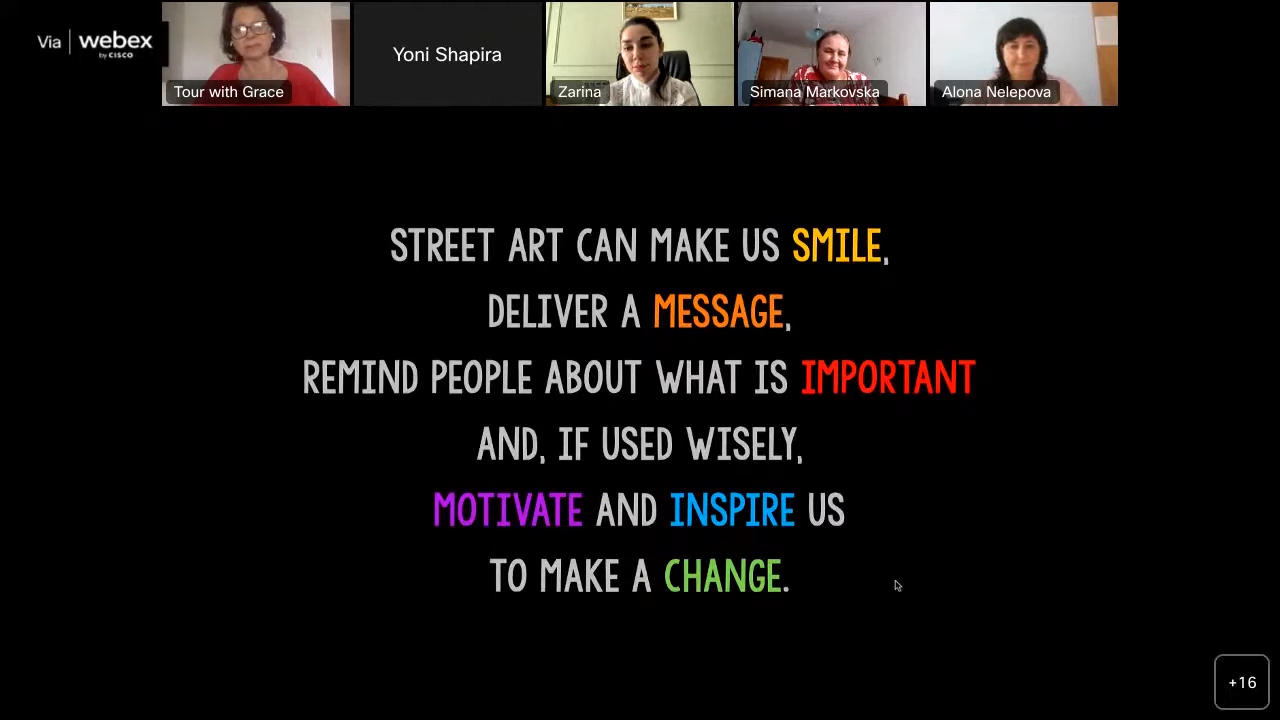 Via | webex
by CISCO
Tour with Grace
Yoni Shapira
Zarina
Simana Markovska
Alona Nelepova
STREET ART CAN MAKE US SMILE,
DELIVER A MESSAGE,
REMIND PEOPLE ABOUT WHAT IS IMPORTANT
AND, IF USED WISELY,
MOTIVATE AND INSPIRE US
TO MAKE A CHANGE.
+16